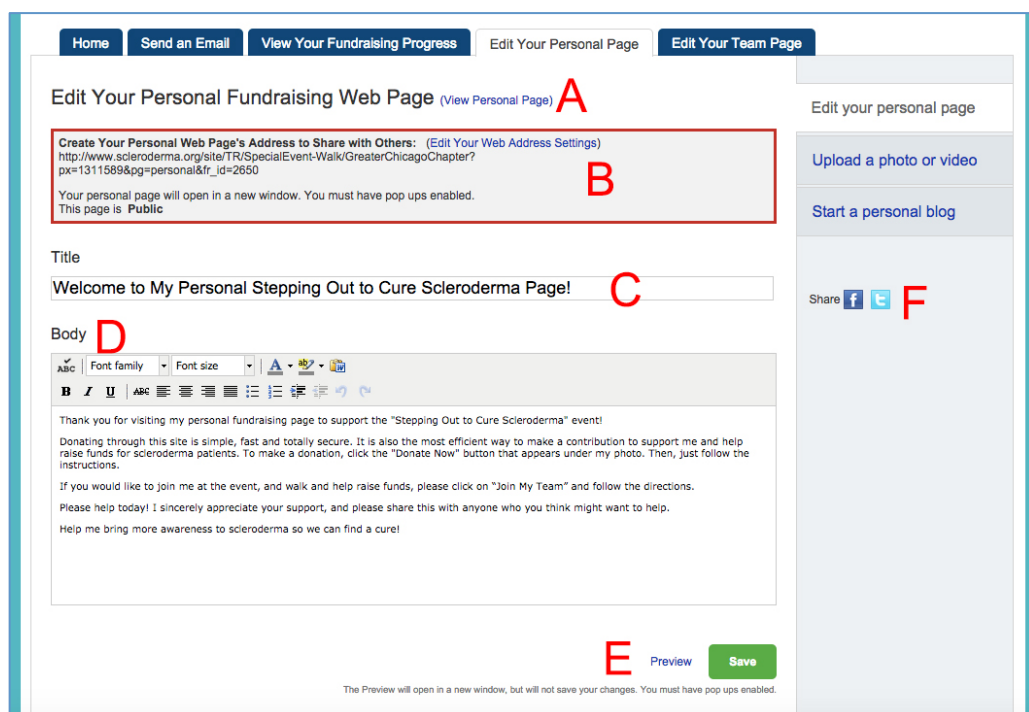 Home Send an Email View Your Fundraising Progress Edit Your Personal Page Edit Your Team Page
Edit Your Personal Fundraising Web Page (View Personal Page) A
Create Your Personal Web Page's Address to Share with Others: (Edit Your Web Address Settings)
http://www.scleroderma.org/site/TR/SpecialEvent-Walk/GreaterChicagoChapter?
px=1311589&pg=personal&fr_id=2650
B
Your personal page will open in a new window. You must have pop ups enabled.
This page is Public
Title
Welcome to My Personal Stepping Out to Cure Scleroderma Page! C
Body D
ABC Font family Font size A ab
B I U ABC
Thank you for visiting my personal fundraising page to support the "Stepping Out to Cure Scleroderma" event!
Donating through this site is simple, fast and totally secure. It is also the most efficient way to make a contribution to support me and help
raise funds for scleroderma patients. To make a donation, click the "Donate Now" button that appears under my photo. Then, just follow the
instructions.
If you would like to join me at the event, and walk and help raise funds, please click on “Join My Team” and follow the directions.
Please help today! I sincerely appreciate your support, and please share this with anyone who you think might want to help.
Help me bring more awareness to scleroderma so we can find a cure!
E Preview Save
The Preview will open in a new window, but will not save your changes. You must have pop ups enabled.
Edit your personal page
Upload a photo or video
Start a personal blog
Share f t F